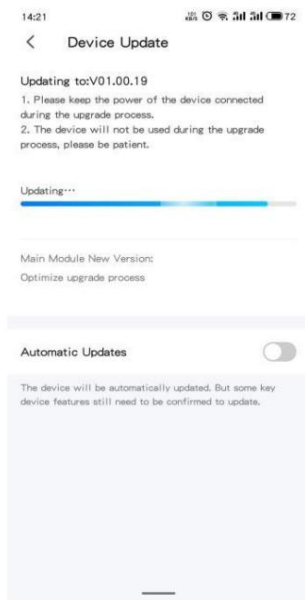 14:21
72
Device Update
Updating to:V01.00.19
1. Please keep the power of the device connected
during the upgrade process.
2. The device will not be used during the upgrade
process, please be patient.
Updating···
Main Module New Version:
Optimize upgrade process
Automatic Updates
The device will be automatically updated. But some key
device features still need to be confirmed to update.